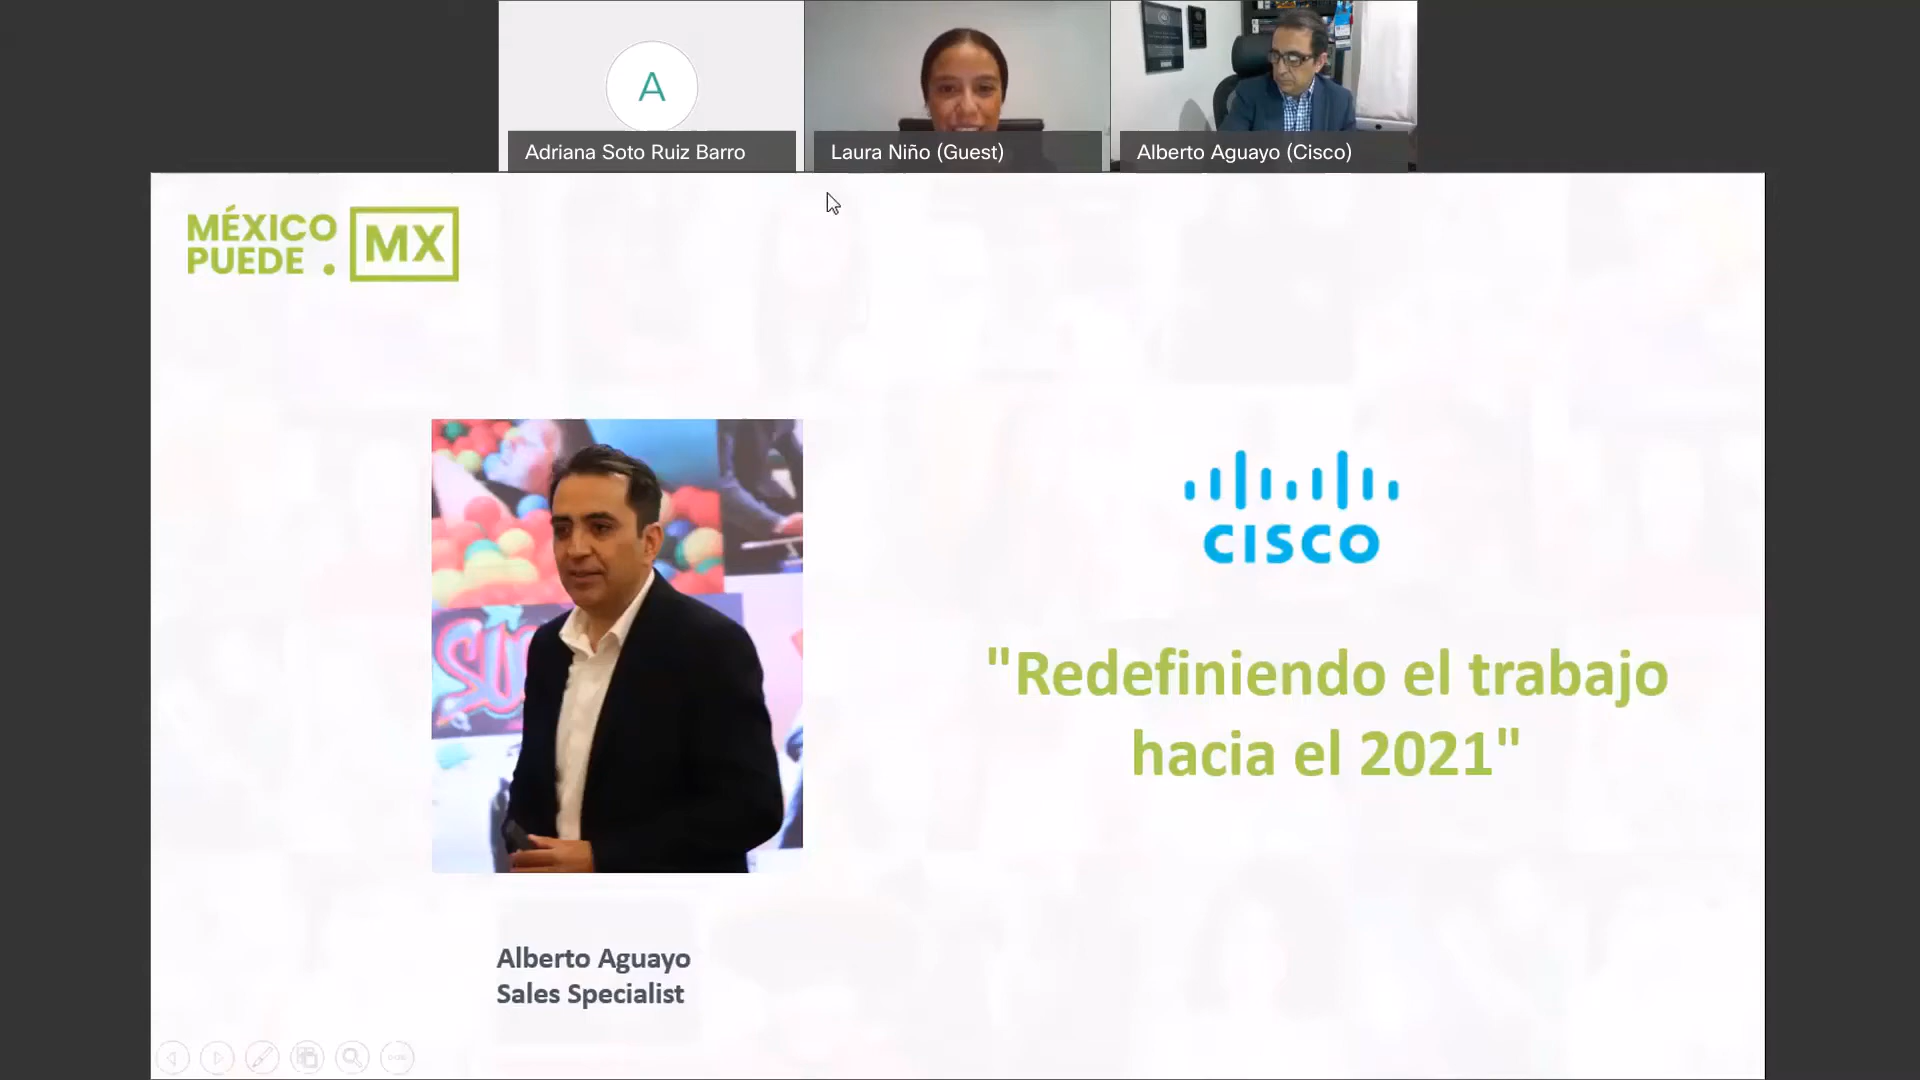 A
Adriana Soto Ruiz Barro
Laura Niño (Guest)
Alberto Aguayo (Cisco)
MÉXICO
PUEDE.
MX
CISCO
"Redefiniendo el trabajo
hacia el 2021"
Alberto Aguayo
Sales Specialist